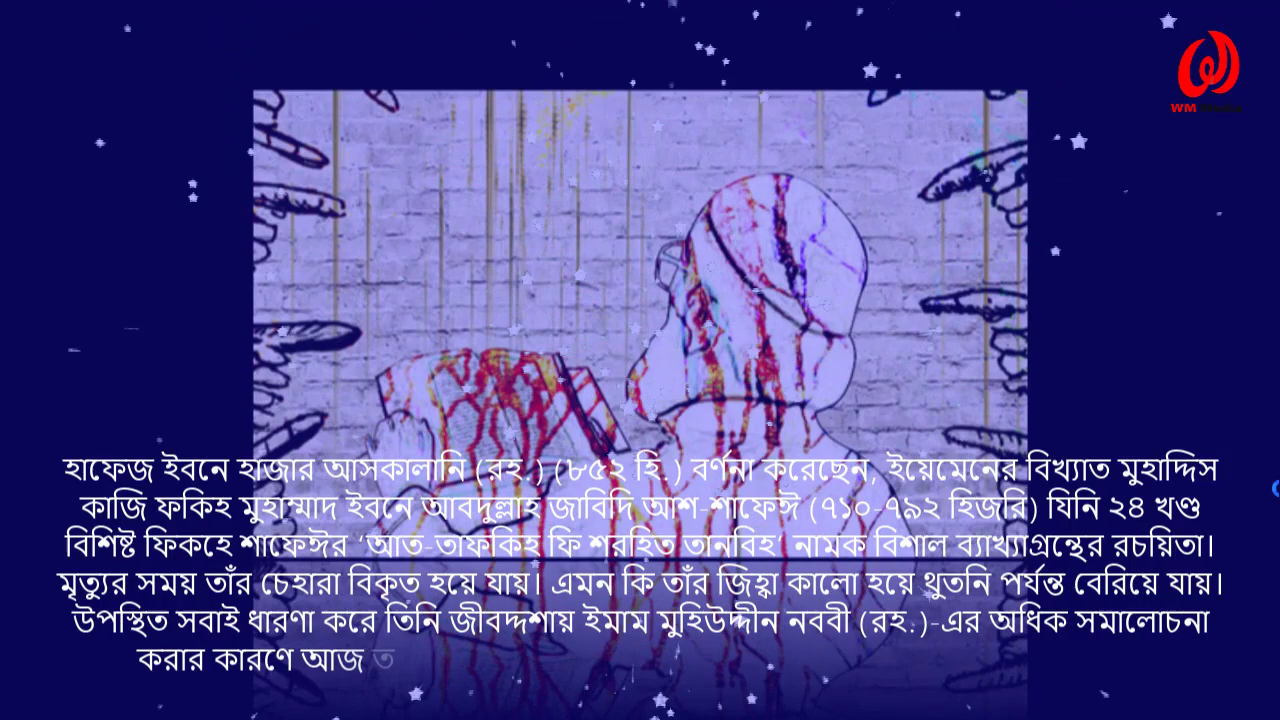 WM
হাফেজ ইবনে হাজার আসকালানি (রহ.) (৮৫২ হি.) বর্ণনা করেছেন, ইয়েমেনের বিখ্যাত মুহাদ্দিস
কাজি ফকিহ মুহাম্মাদ ইবনে আবদুল্লাহ জাবিদি আশ-শাফেঈ (৭১০-৭৯২ হিজরি) যিনি ২৪ খণ্ড
বিশিষ্ট ফিকহে শাফেঈর ‘আত-তাফকিহ ফি শরহিত তানবিহ’ নামক বিশাল ব্যাখ্যাগ্রন্থের রচয়িতা।
মৃত্যুর সময় তাঁর চেহারা বিকৃত হয়ে যায়। এমন কি তাঁর জিহ্বা কালো হয়ে থুতনি পর্যন্ত বেরিয়ে যায়।
উপস্থিত সবাই ধারণা করে তিনি জীবদ্দশায় ইমাম মুহিউদ্দীন নববী (রহ.)-এর অধিক সমালোচনা
করার কারণে আজ ত